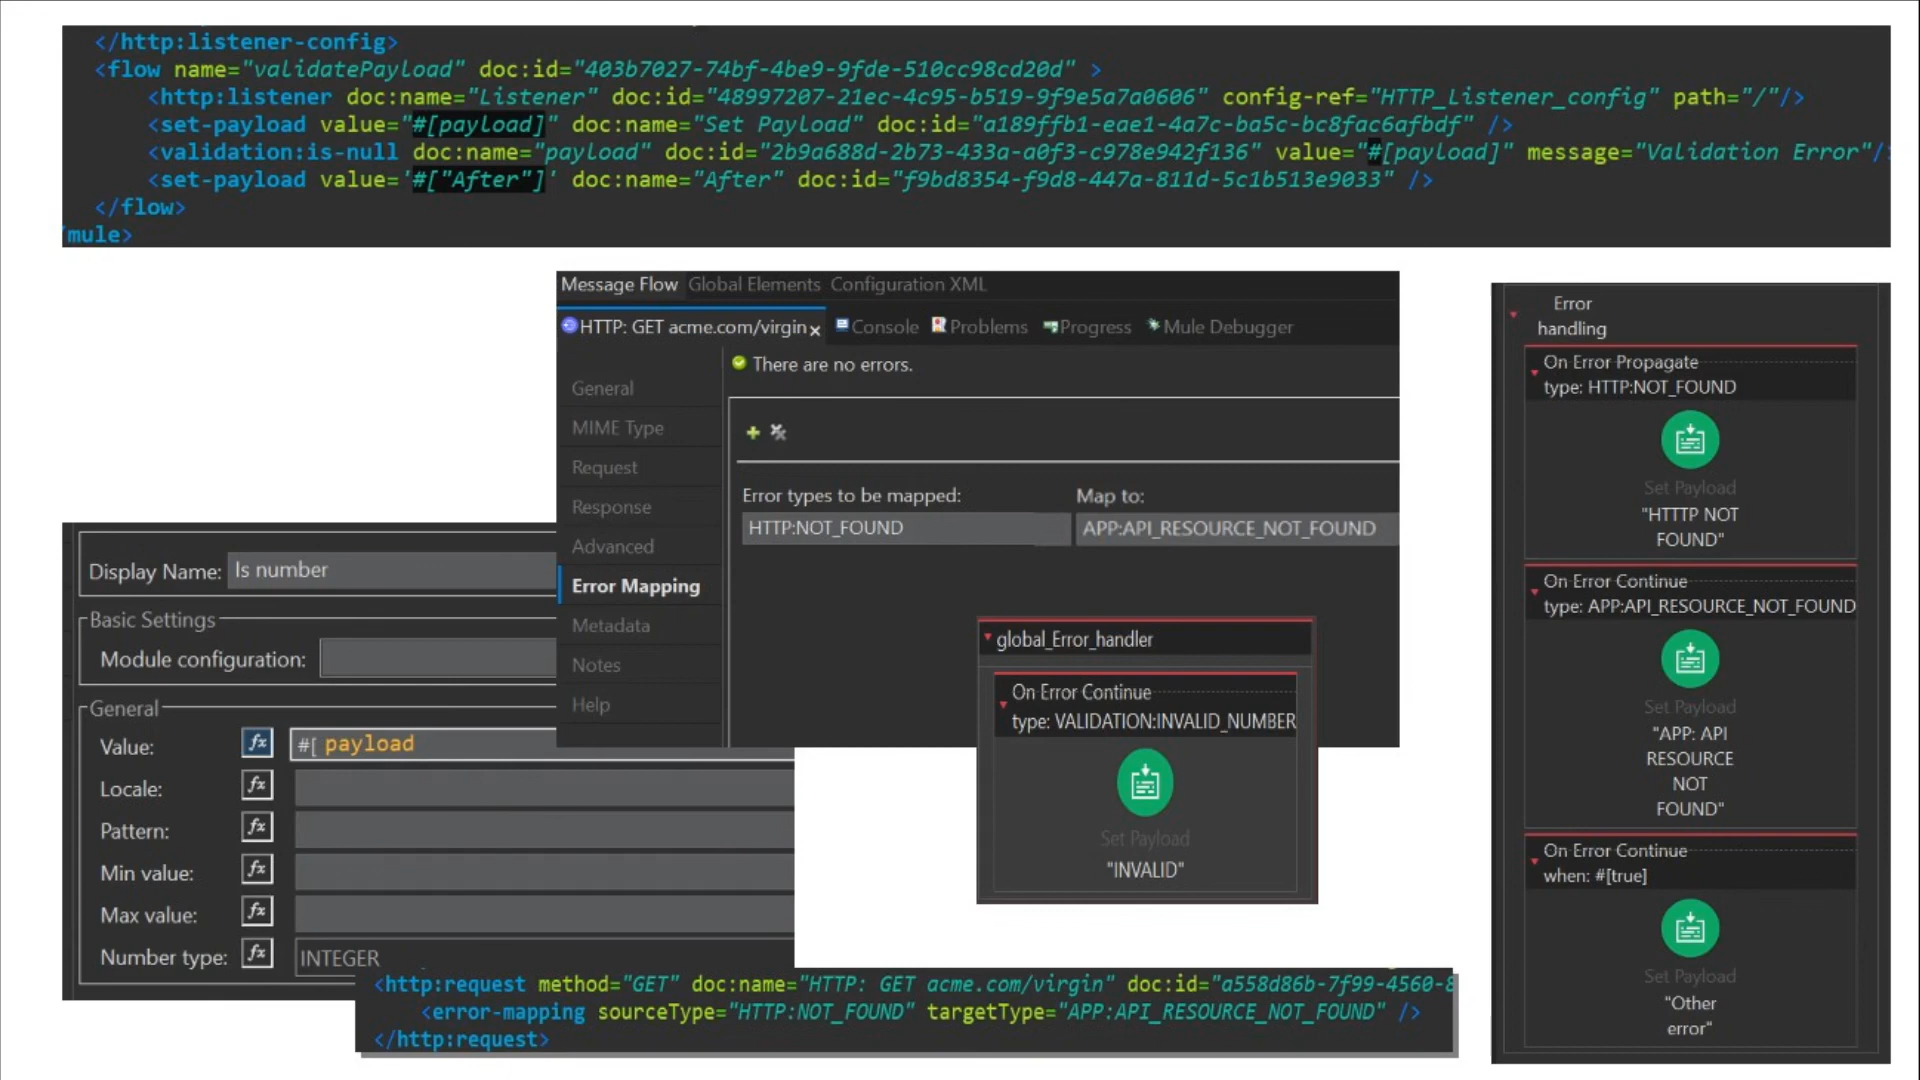 </http:listener-config>
<flow name="validatePayload" doc:id="403b7027-74bf-4be9-9fde-510cc98cd20d" >
<http:listener doc:name="Listener" doc:id="48997207-21ec-4c95-b519-9f9e5a7a0606" config-ref="HTTP_Listener_config" path="/"/>
<set-payload value="#[payload]" doc:name="Set Payload" doc:id="a189ffb1-eae1-4a7c-ba5c-bc8fac6afbdf" />
<validation:is-null doc:name="payload" doc:id="2b9a688d-2b73-433a-a0f3-c978e942f136" value="#[payload]" message="Validation Error"/
<set-payload value='#["After"]' doc:name="After" doc:id="f9bd8354-f9d8-447a-811d-5c1b513e9033" />
</flow>
mule>
Message Flow Global Elements Configuration XML
HTTP: GET acme.com/virgin Console Problems Progress Mule Debugger
There are no errors.
General
MIME Type
Request
Response
Advanced
Error Mapping
Metadata
Notes
Help
Error types to be mapped: Map to:
HTTP:NOT_FOUND APP:API_RESOURCE_NOT_FOUND
global_Error_handler
On Error Continue
type: VALIDATION:INVALID_NUMBER
Set Payload
"INVALID"
Display Name: Is number
Basic Settings
Module configuration:
General
Value: fx #[ payload
Locale: fx
Pattern: fx
Min value: fx
Max value: fx
Number type: fx INTEGER
<http:request method="GET" doc:name="HTTP: GET acme.com/virgin" doc:id="a558d86b-7f99-4560-8
<error-mapping sourceType="HTTP:NOT_FOUND" targetType="APP:API_RESOURCE_NOT_FOUND" />
</http:request>
Error
handling
On Error Propagate
type: HTTP:NOT_FOUND
Set Payload
"HTTTP NOT
FOUND"
On Error Continue
type: APP:API_RESOURCE_NOT_FOUND
Set Payload
"APP: API
RESOURCE
NOT
FOUND"
On Error Continue
when: #[true]
Set Payload
"Other
error"